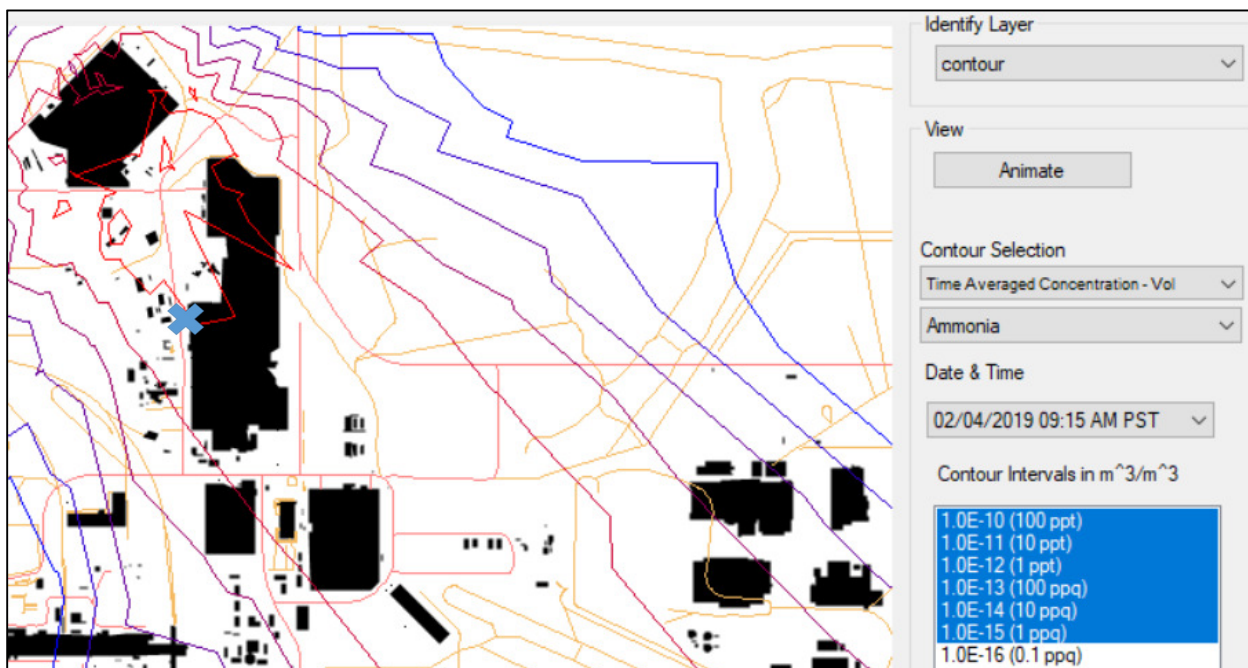 Identify Layer
contour
View
Animate
Contour Selection
Time Averaged Concentration - Vol
Ammonia
Date & Time
02/04/2019 09:15 AM PST
Contour Intervals in m^3/m^3
1.0E-10 (100 ppt)
1.0E-11 (10 ppt)
1.0E-12 (1 ppt)
1.0E-13 (100 ppq)
1.0E-14 (10 ppq)
1.0E-15 (1 ppq)
1.0E-16 (0.1 ppq)